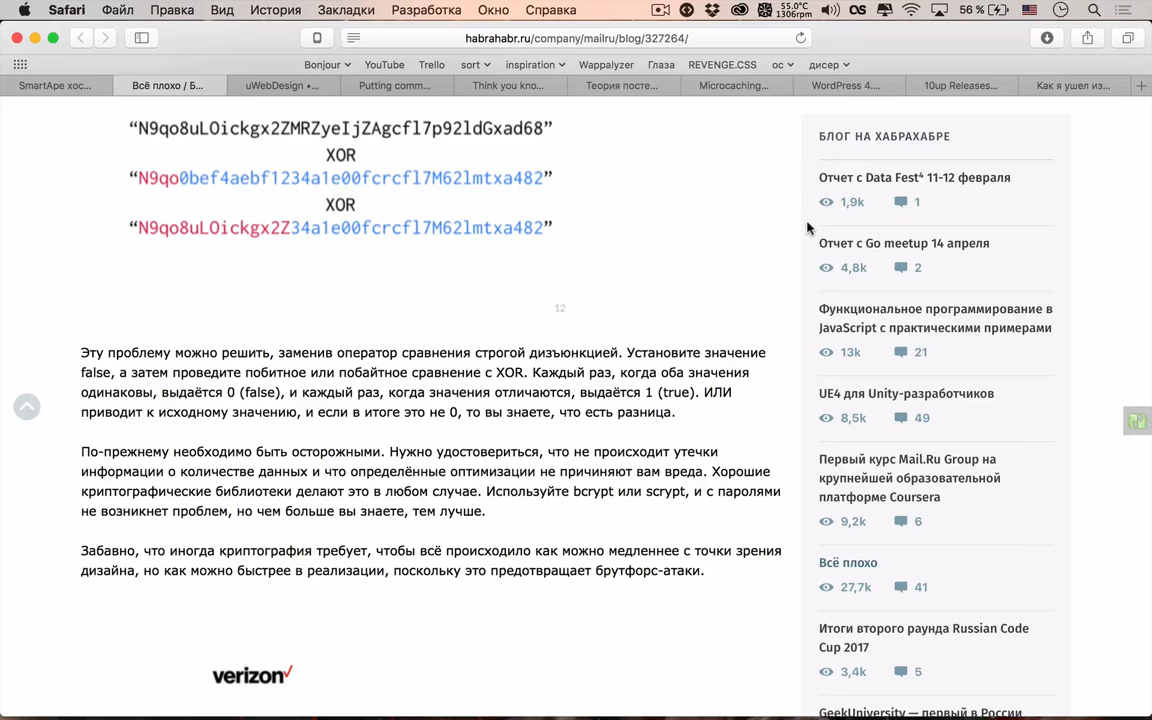 Safari Файл Правка Вид История Закладки Разработка Окно Справка 55.0°C 1306rpm 56 %
habrahabr.ru/company/mailru/blog/327264/
Bonjour YouTube Trello sort inspiration Wappalyzer Глаза REVENGE.CSS ос дисер
SmartApe хос... Всё плохо / Б... uWebDesign •... Putting comm... Think you kno... Теория посте... Microcaching... WordPress 4.... 10up Releases... Как я ушел из...
“N9qo8uLOickgx2ZMRZyeIjZAgcfl7p92ldGxad68”
XOR
“N9qo0bef4aebf1234a1e00fcrcfl7M62lmtxa482”
XOR
“N9qo8uLOickgx2Z34a1e00fcrcfl7M62lmtxa482”
12
Эту проблему можно решить, заменив оператор сравнения строгой дизъюнкцией. Установите значение
false, а затем проведите побитное или побайтное сравнение с XOR. Каждый раз, когда оба значения
одинаковы, выдаётся 0 (false), и каждый раз, когда значения отличаются, выдаётся 1 (true). ИЛИ
приводит к исходному значению, и если в итоге это не 0, то вы знаете, что есть разница.
По-прежнему необходимо быть осторожными. Нужно удостовериться, что не происходит утечки
информации о количестве данных и что определённые оптимизации не причиняют вам вреда. Хорошие
криптографические библиотеки делают это в любом случае. Используйте bcrypt или scrypt, и с паролями
не возникнет проблем, но чем больше вы знаете, тем лучше.
Забавно, что иногда криптография требует, чтобы всё происходило как можно медленнее с точки зрения
дизайна, но как можно быстрее в реализации, поскольку это предотвращает брутфорс-атаки.
verizon
БЛОГ НА ХАБРАХАБРЕ
Отчет с Data Fest⁴ 11-12 февраля
1,9k 1
Отчет с Go meetup 14 апреля
4,8k 2
Функциональное программирование в
JavaScript с практическими примерами
13k 21
UE4 для Unity-разработчиков
8,5k 49
Первый курс Mail.Ru Group на
крупнейшей образовательной
платформе Coursera
9,2k 6
Всё плохо
27,7k 41
Итоги второго раунда Russian Code
Cup 2017
3,4k 5
GeekUniversity — первый в России